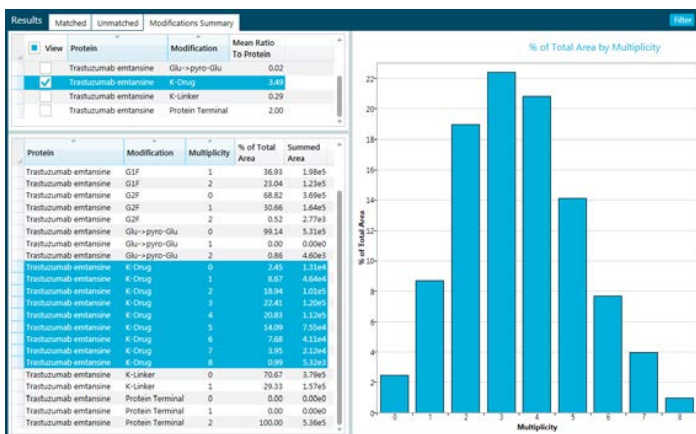 Results Matched Unmatched Modifications Summary Filter
View Protein Modification Mean Ratio To Protein
Trastuzumab emtansine Glu->pyro-Glu 0.02
Trastuzumab emtansine K-Drug 3.49
Trastuzumab emtansine K-Linker 0.29
Trastuzumab emtansine Protein Terminal 2.00
Protein Modification Multiplicity % of Total Area Summed Area
Trastuzumab emtansine G1F 1 36.93 1.98e5
Trastuzumab emtansine G1F 2 23.04 1.23e5
Trastuzumab emtansine G2F 0 68.82 3.69e5
Trastuzumab emtansine G2F 1 30.66 1.64e5
Trastuzumab emtansine G2F 2 0.52 2.77e3
Trastuzumab emtansine Glu->pyro-Glu 0 99.14 5.31e5
Trastuzumab emtansine Glu->pyro-Glu 1 0.00 0.00e0
Trastuzumab emtansine Glu->pyro-Glu 2 0.86 4.60e3
Trastuzumab emtansine K-Drug 0 2.45 1.31e4
Trastuzumab emtansine K-Drug 1 8.67 4.64e4
Trastuzumab emtansine K-Drug 2 18.94 1.01e5
Trastuzumab emtansine K-Drug 3 22.41 1.20e5
Trastuzumab emtansine K-Drug 4 20.83 1.12e5
Trastuzumab emtansine K-Drug 5 14.09 7.55e4
Trastuzumab emtansine K-Drug 6 7.68 4.11e4
Trastuzumab emtansine K-Drug 7 3.95 2.12e4
Trastuzumab emtansine K-Drug 8 0.99 5.32e3
Trastuzumab emtansine K-Linker 0 70.67 3.79e5
Trastuzumab emtansine K-Linker 1 29.33 1.57e5
Trastuzumab emtansine Protein Terminal 0 0.00 0.00e0
Trastuzumab emtansine Protein Terminal 1 0.00 0.00e0
Trastuzumab emtansine Protein Terminal 2 100.00 5.36e5
% of Total Area by Multiplicity
% of Total Area
22
20
18
16
14
12
10
8
6
4
2
0
0 1 2 3 4 5 6 7 8
Multiplicity